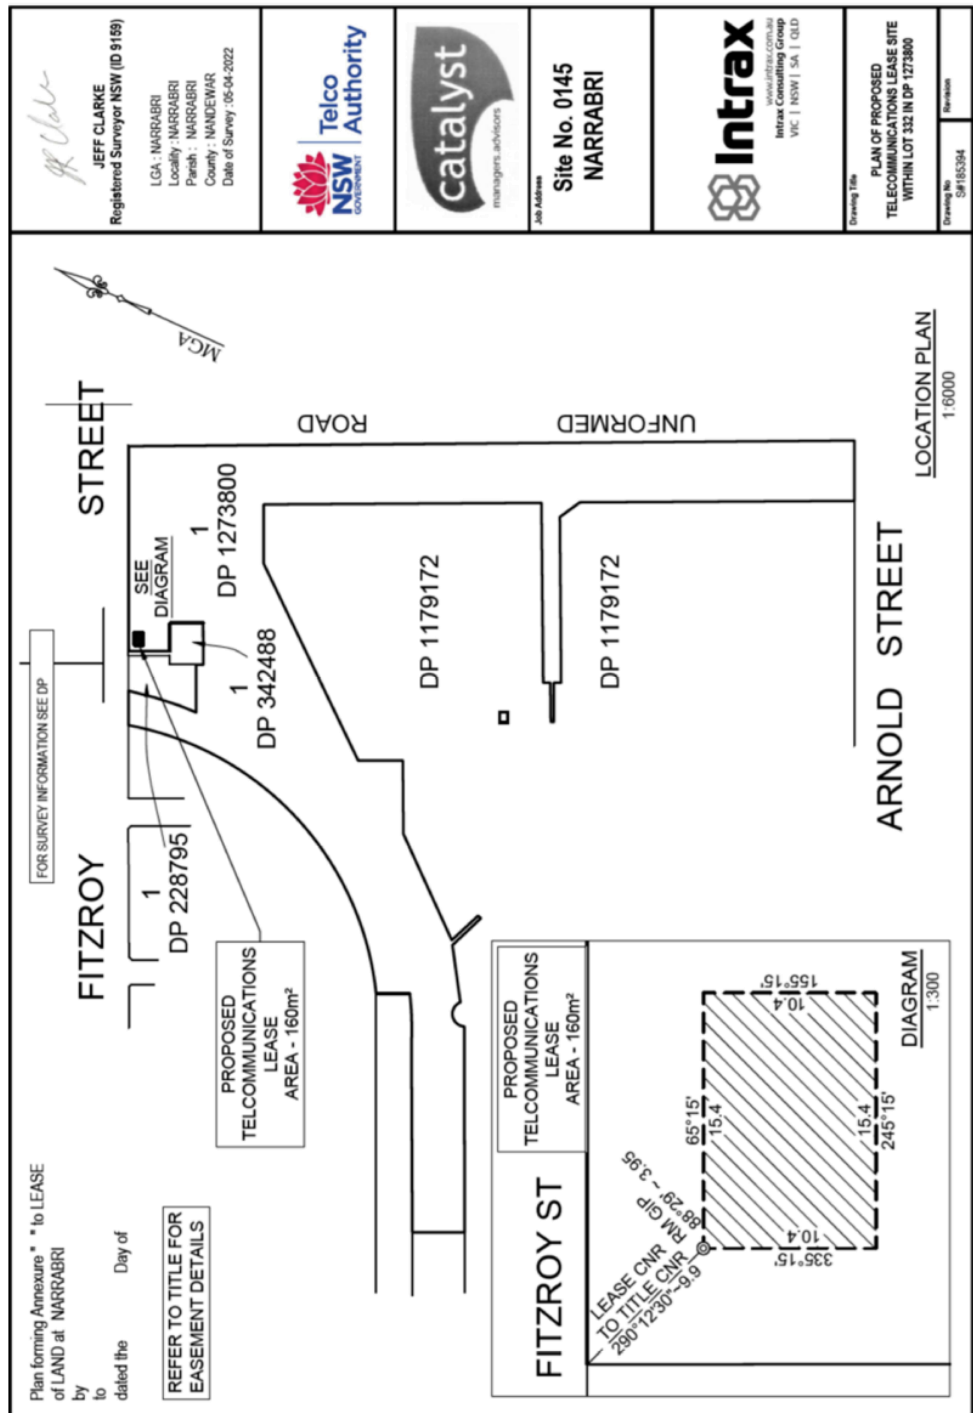 Plan forming Annexure " " to LEASE
of LAND at NARRABRI
by
to
dated the Day of
REFER TO TITLE FOR
EASEMENT DETAILS
FOR SURVEY INFORMATION SEE DP
FITZROY
STREET
MGA
1
DP 228795
SEE
DIAGRAM
1
DP 342488
1
DP 1273800
PROPOSED
TELCOMMUNICATIONS
LEASE
AREA - 160m²
DP 1179172
DP 1179172
ROAD
UNFORMED
ARNOLD STREET
LOCATION PLAN
1:6000
FITZROY ST
PROPOSED
TELCOMMUNICATIONS
LEASE
AREA - 160m²
LEASE CNR
TO TITLE CNR
290°12'30"~9.9
RM GIP
88°29' ~ 3.95
65°15'
15.4
155°15'
10.4
15.4
245°15'
335°15'
10.4
DIAGRAM
1:300
JR Clarke
JEFF CLARKE
Registered Surveyor NSW (ID 9159)
LGA : NARRABRI
Locality : NARRABRI
Parish : NARRABRI
County : NANDEWAR
Date of Survey :05-04-2022
NSW
GOVERNMENT
Telco
Authority
catalyst
managers.advisors
Job Address
Site No. 0145
NARRABRI
Intrax
www.intrax.com.au
Intrax Consulting Group
VIC | NSW | SA | QLD
Drawing Title
PLAN OF PROPOSED
TELECOMMUNICATIONS LEASE SITE
WITHIN LOT 332 IN DP 1273800
Drawing No
S#185394
Revision